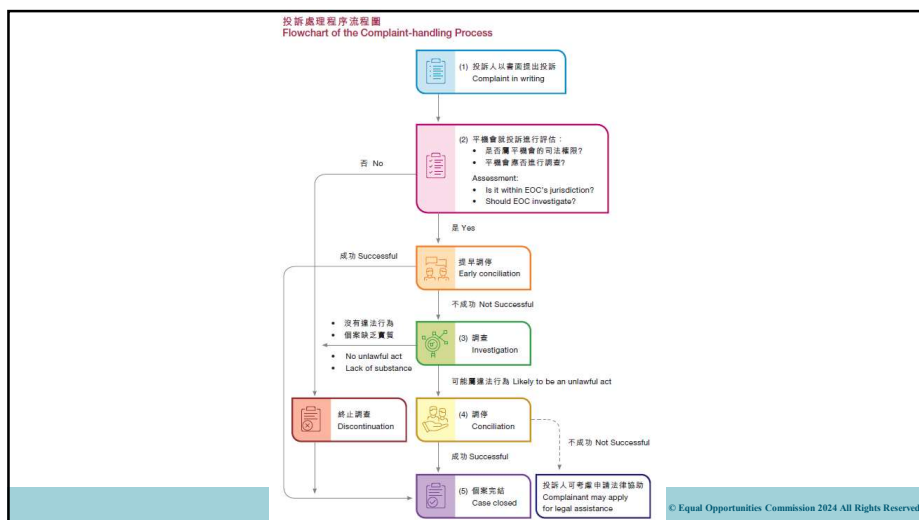 投訴處理程序流程圖
Flowchart of the Complaint-handling Process
(1) 投訴人以書面提出投訴
Complaint in writing
(2) 平機會就投訴進行評估：
• 是否屬平機會的司法權限?
• 平機會應否進行調查?
Assessment:
• Is it within EOC's jurisdiction?
• Should EOC investigate?
否 No
是 Yes
成功 Successful
提早調停
Early conciliation
不成功 Not Successful
• 沒有違法行為
• 個案缺乏實質
• No unlawful act
• Lack of substance
(3) 調查
Investigation
可能屬違法行為 Likely to be an unlawful act
終止調查
Discontinuation
(4) 調停
Conciliation
不成功 Not Successful
成功 Successful
(5) 個案完結
Case closed
投訴人可考慮申請法律協助
Complainant may apply
for legal assistance
© Equal Opportunities Commission 2024 All Rights Reserved